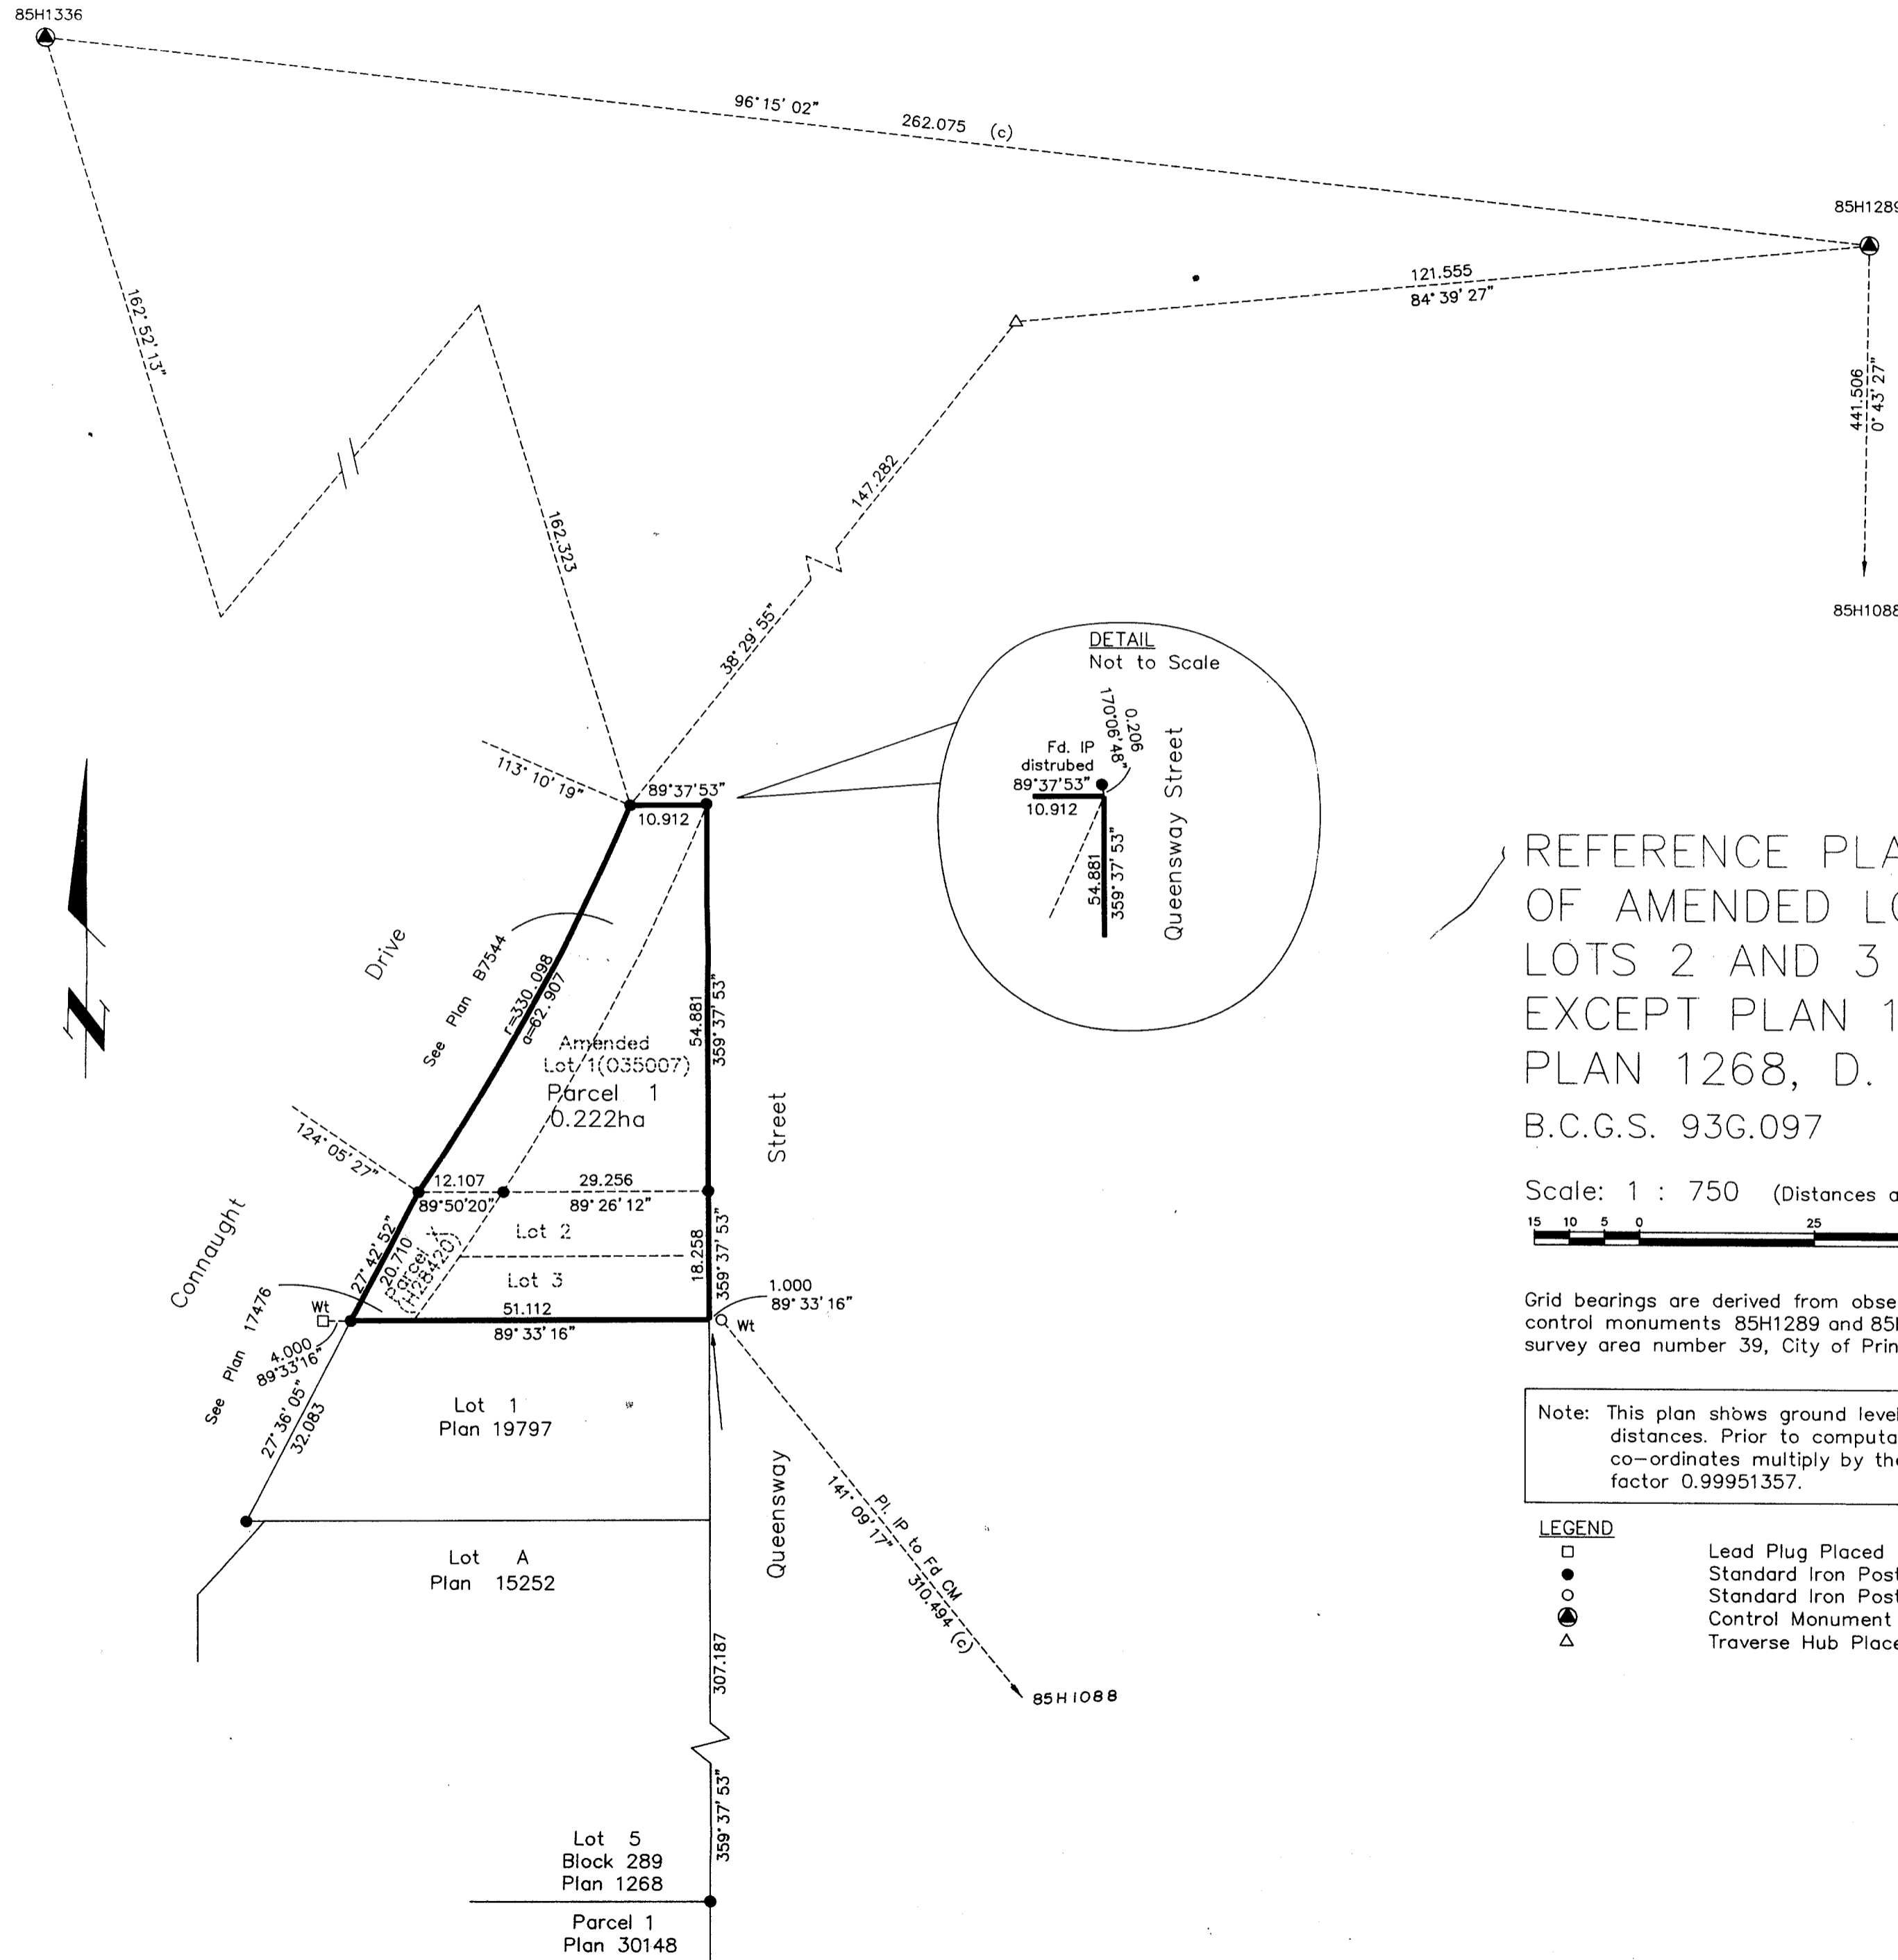 85H1336
96°15'02"
262.075 (c)
85H1289
121.555
84°39'27"
441.506
0°43'27"
85H1088
162°52'13"
162.323
147.282
38°29'55"
DETAIL
Not to Scale
0.206
170°06'48"
Fd. IP
distrubed
89°37'53"
10.912
54.881
359°37'53"
Queensway Street
113°10'19"
89°37'53"
10.912
Drive
See Plan B7544
r=330.098
a=62.907
54.881
359°37'53"
Amended
Lot 1(035007)
Parcel 1
0.222ha
Street
124°05'27"
12.107
89°50'20"
29.256
89°26'12"
Connaught
27°42'52"
20.710
Parcel X
(H28420)
Lot 2
Lot 3
18.258
359°37'53"
1.000
89°33'16"
Wt
See Plan 17476
Wt
4.000
89°33'16"
51.112
89°33'16"
27°36'05"
32.083
Lot 1
Plan 19797
Lot A
Plan 15252
Queensway
141°09'17"
Pl. IP to Fd CM
310.494 (c)
85H1088
307.187
359°37'53"
Lot 5
Block 289
Plan 1268
Parcel 1
Plan 30148
N
REFERENCE PLA
OF AMENDED LO
LOTS 2 AND 3
EXCEPT PLAN 1
PLAN 1268, D.
B.C.G.S. 93G.097
Scale: 1 : 750 (Distances a
15 10 5 0 25
Grid bearings are derived from obse
control monuments 85H1289 and 85H
survey area number 39, City of Prin
Note: This plan shows ground level
distances. Prior to computa
co-ordinates multiply by the
factor 0.99951357.
LEGEND
Lead Plug Placed
Standard Iron Post
Standard Iron Post
Control Monument
Traverse Hub Place